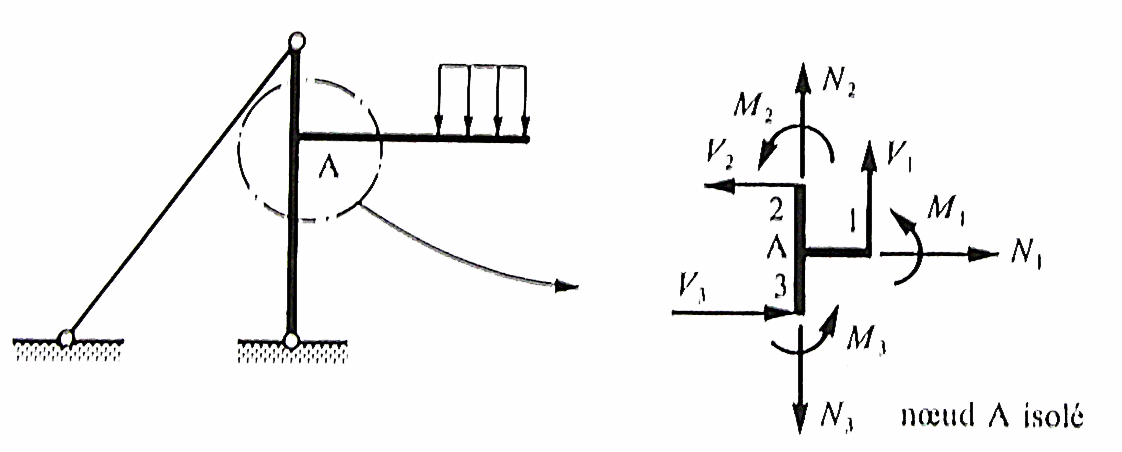 A
N₂
M₂
V₂
V₁
2
1
M₁
A
N₁
3
V₃
M₃
N₃
nœud A isolé